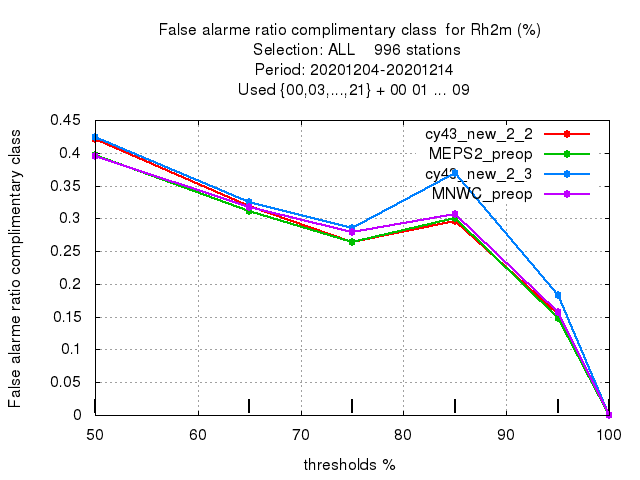 False alarme ratio complimentary class  for Rh2m (%)
Selection: ALL    996 stations
Period: 20201204-20201214
Used {00,03,...,21} + 00 01 ... 09
False alarme ratio complimentary class
0.45
0.4
0.35
0.3
0.25
0.2
0.15
0.1
0.05
0
cy43_new_2_2
MEPS2_preop
cy43_new_2_3
MNWC_preop
50 60 70 80 90 100
thresholds %